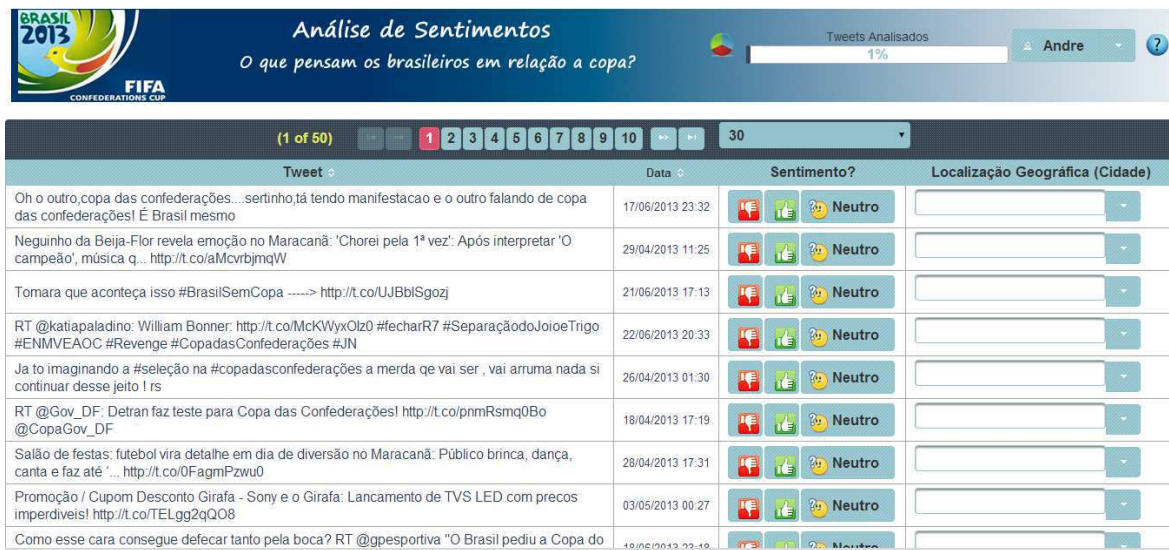 BRASIL
2013
FIFA
CONFEDERATIONS CUP
Análise de Sentimentos
O que pensam os brasileiros em relação a copa?
Tweets Analisados
1%
Andre
?
(1 of 50) 1 2 3 4 5 6 7 8 9 10 30
Tweet Data Sentimento? Localização Geográfica (Cidade)
Oh o outro,copa das confederações....sertinho,tá tendo manifestacao e o outro falando de copa
das confederações! É Brasil mesmo
17/06/2013 23:32 Neutro
Neguinho da Beija-Flor revela emoção no Maracanã: 'Chorei pela 1ª vez': Após interpretar 'O
campeão', música q... http://t.co/aMcvrbjmqW
29/04/2013 11:25 Neutro
Tomara que aconteça isso #BrasilSemCopa -----> http://t.co/UJBblSgozj
21/06/2013 17:13 Neutro
RT @katiapaladino: William Bonner: http://t.co/McKWyxOlz0 #fecharR7 #SeparaçãodoJoioeTrigo
#ENMVEAOC #Revenge #CopadasConfederações #JN
22/06/2013 20:33 Neutro
Ja to imaginando a #seleção na #copadasconfederações a merda qe vai ser , vai arruma nada si
continuar desse jeito ! rs
26/04/2013 01:30 Neutro
RT @Gov_DF: Detran faz teste para Copa das Confederações! http://t.co/pnmRsmq0Bo
@CopaGov_DF
18/04/2013 17:19 Neutro
Salão de festas: futebol vira detalhe em dia de diversão no Maracanã: Público brinca, dança,
canta e faz até '... http://t.co/0FagmPzwu0
28/04/2013 17:31 Neutro
Promoção / Cupom Desconto Girafa - Sony e o Girafa: Lancamento de TVS LED com precos
imperdiveis! http://t.co/TELgg2qQO8
03/05/2013 00:27 Neutro
Como esse cara consegue defecar tanto pela boca? RT @gpesportiva "O Brasil pediu a Copa do
Neutro